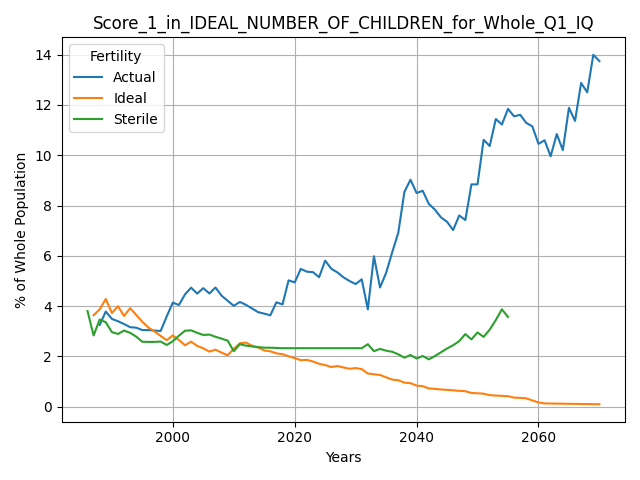 Score_1_in_IDEAL_NUMBER_OF_CHILDREN_for_Whole_Q1_IQ
Fertility
Actual
Ideal
Sterile
% of Whole Population
14
12
10
8
6
4
2
0
2000 2020 2040 2060
Years